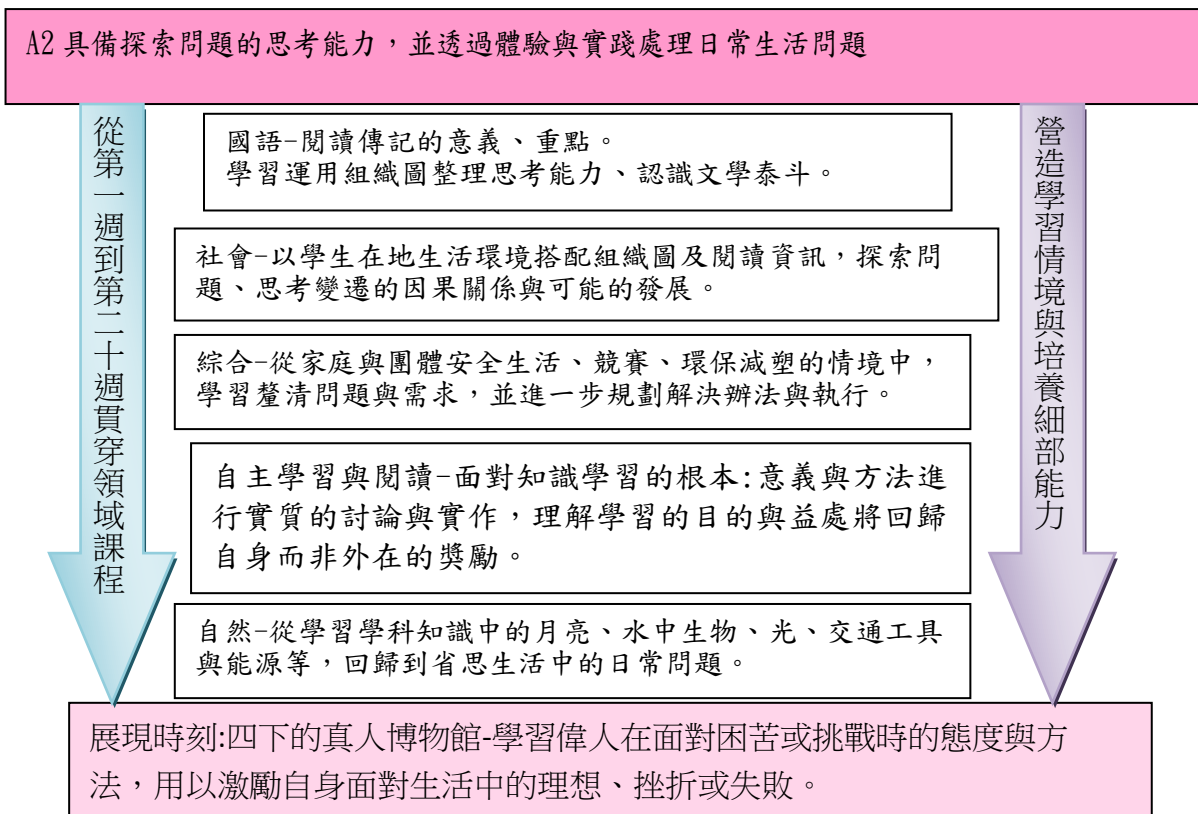 A2 具備探索問題的思考能力，並透過體驗與實踐處理日常生活問題
從第一週到第二十週貫穿領域課程
國語-閱讀傳記的意義、重點。
學習運用組織圖整理思考能力、認識文學泰斗。
社會-以學生在地生活環境搭配組織圖及閱讀資訊，探索問
題、思考變遷的因果關係與可能的發展。
綜合-從家庭與團體安全生活、競賽、環保減塑的情境中，
學習釐清問題與需求，並進一步規劃解決辦法與執行。
自主學習與閱讀-面對知識學習的根本:意義與方法進
行實質的討論與實作，理解學習的目的與益處將回歸
自身而非外在的獎勵。
自然-從學習學科知識中的月亮、水中生物、光、交通工具
與能源等，回歸到省思生活中的日常問題。
營造學習情境與培養細部能力
展現時刻:四下的真人博物館-學習偉人在面對困苦或挑戰時的態度與方
法，用以激勵自身面對生活中的理想、挫折或失敗。